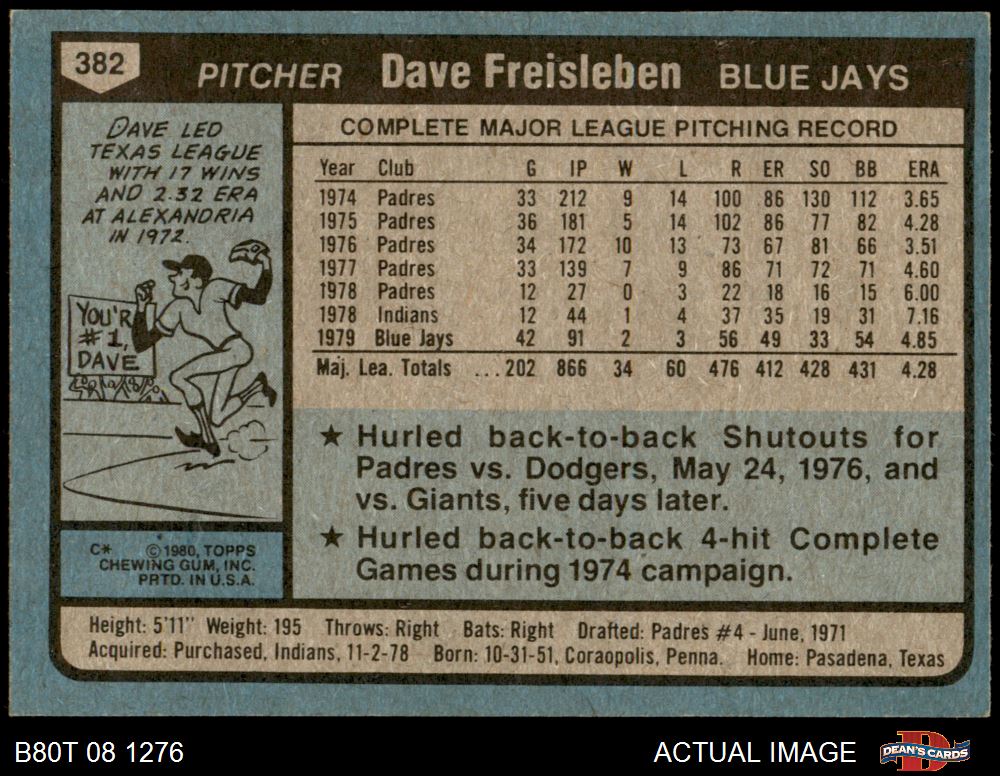 382 PITCHER Dave Freisleben BLUE JAYS
DAVE LED
TEXAS LEAGUE
WITH 17 WINS
AND 2.32 ERA
AT ALEXANDRIA
IN 1972.
YOU'R
#1,
DAVE
C* ©1980, TOPPS
CHEWING GUM, INC.
PRTD. IN U.S.A.
COMPLETE MAJOR LEAGUE PITCHING RECORD
Year Club G IP W L R ER SO BB ERA
1974 Padres 33 212 9 14 100 86 130 112 3.65
1975 Padres 36 181 5 14 102 86 77 82 4.28
1976 Padres 34 172 10 13 73 67 81 66 3.51
1977 Padres 33 139 7 9 86 71 72 71 4.60
1978 Padres 12 27 0 3 22 18 16 15 6.00
1978 Indians 12 44 1 4 37 35 19 31 7.16
1979 Blue Jays 42 91 2 3 56 49 33 54 4.85
Maj. Lea. Totals ...202 866 34 60 476 412 428 431 4.28
★ Hurled back-to-back Shutouts for
Padres vs. Dodgers, May 24, 1976, and
vs. Giants, five days later.
★ Hurled back-to-back 4-hit Complete
Games during 1974 campaign.
Height: 5'11" Weight: 195 Throws: Right Bats: Right Drafted: Padres #4 - June, 1971
Acquired: Purchased, Indians, 11-2-78 Born: 10-31-51, Coraopolis, Penna. Home: Pasadena, Texas
B80T 08 1276 ACTUAL IMAGE DEAN'S CARDS